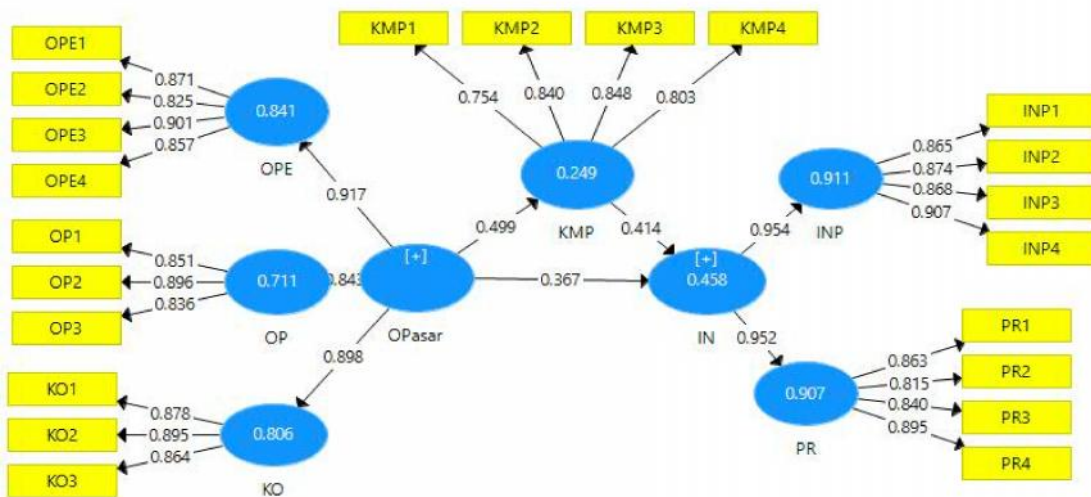 KMP1 KMP2 KMP3 KMP4
0.754 0.840 0.848 0.803
OPE1
OPE2
OPE3
OPE4
0.871
0.825
0.901
0.857
0.841
OPE
0.917
OP1
OP2
OP3
0.851
0.896
0.836
0.711
OP
0.843
KO1
KO2
KO3
0.878
0.895
0.864
0.806
KO
0.898
[+]
OPasar
0.499
0.367
0.249
KMP
0.414
[+]
0.458
IN
0.954
0.952
0.911
INP
0.865
0.874
0.868
0.907
INP1
INP2
INP3
INP4
0.907
PR
0.863
0.815
0.840
0.895
PR1
PR2
PR3
PR4